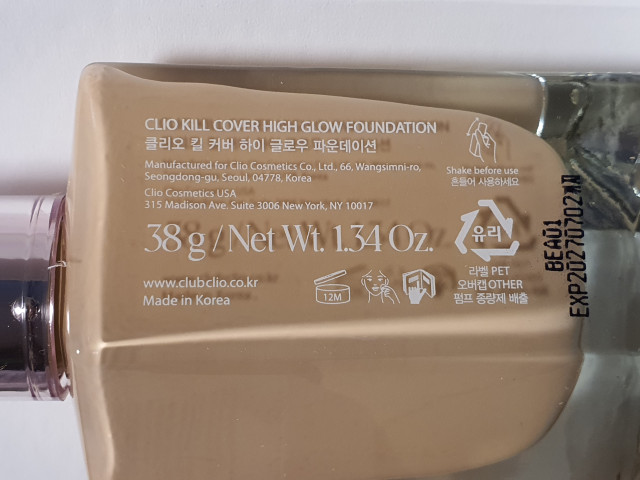 CLIO KILL COVER HIGH GLOW FOUNDATION
클리오 킬 커버 하이 글로우 파운데이션
Manufactured for Clio Cosmetics Co., Ltd., 66, Wangsimni-ro,
Seongdong-gu, Seoul, 04778, Korea
Clio Cosmetics USA
315 Madison Ave. Suite 3006 New York, NY 10017
38 g / Net Wt. 1.34 Oz.
www.clubclio.co.kr
Made in Korea
12M
Shake before use
흔들어 사용하세요
유리
라벨 PET
오버캡 OTHER
펌프 종량제 배출
BEA01
EXP20270702